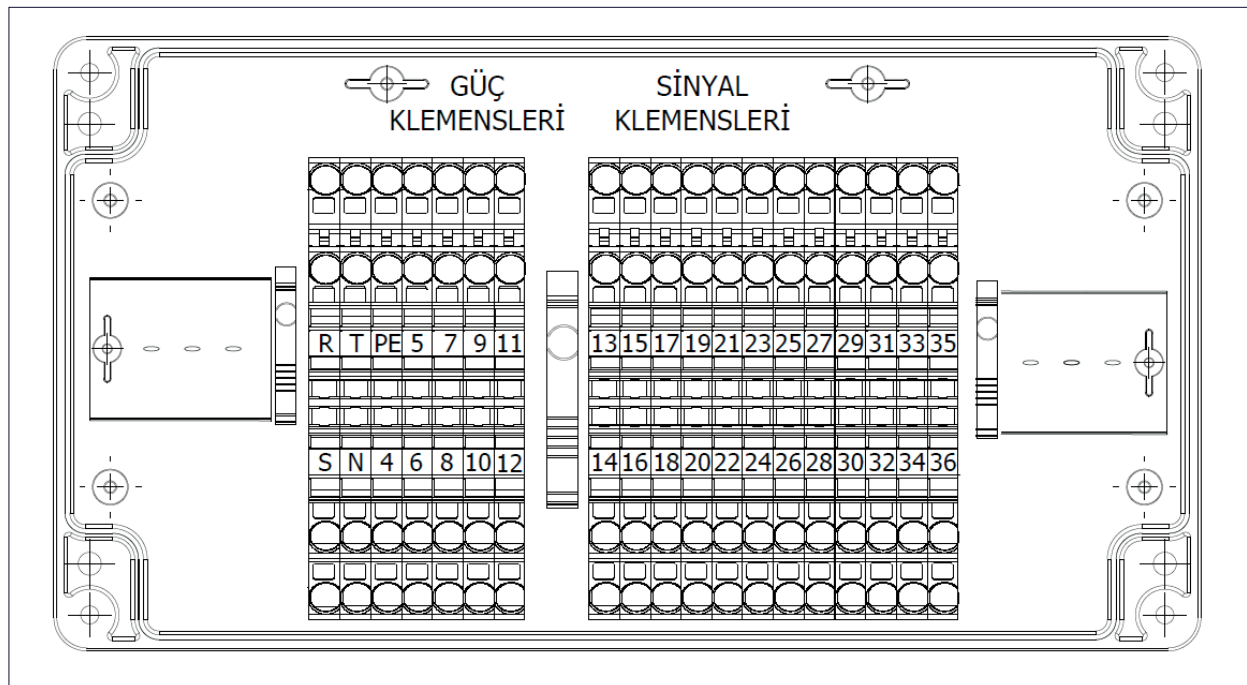 GÜÇ
KLEMENSLERİ
SİNYAL
KLEMENSLERİ
R T PE 5 7 9 11
13 15 17 19 21 23 25 27 29 31 33 35
S N 4 6 8 10 12
14 16 18 20 22 24 26 28 30 32 34 36